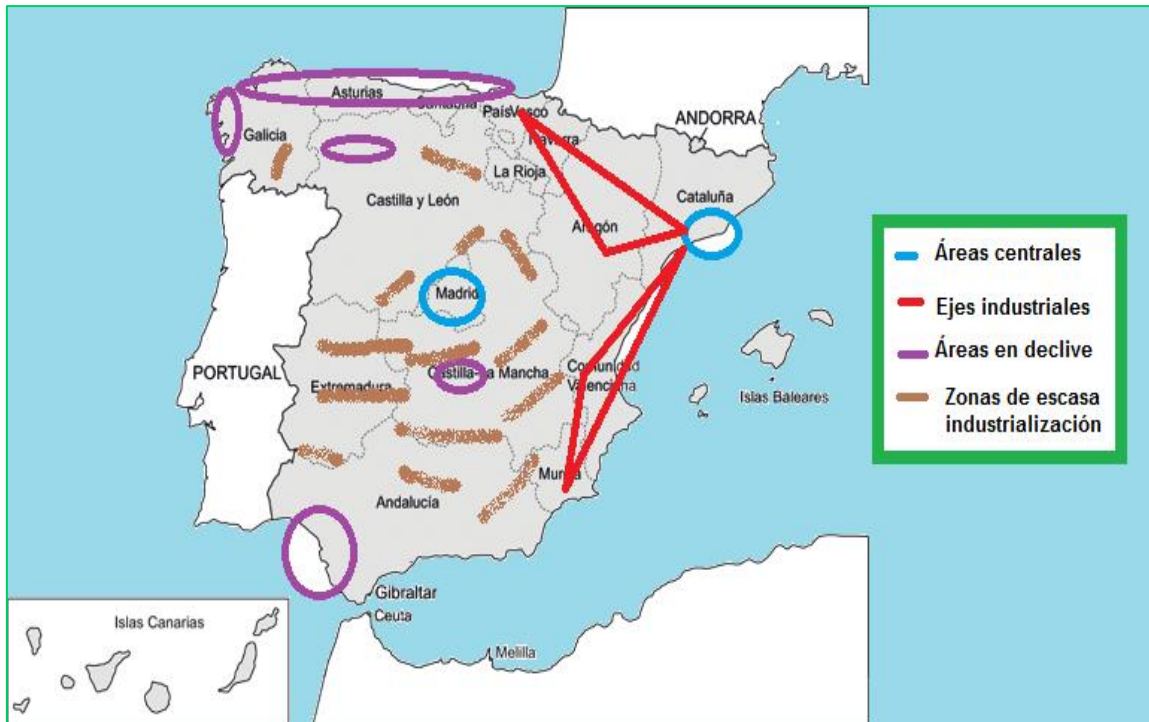 Asturias
Cantabria
País Vasco
Navarra
ANDORRA
Galicia
La Rioja
Castilla y León
Cataluña
Aragón
Madrid
PORTUGAL
Castilla-La Mancha
Comunidad
Valenciana
Extremadura
Islas Baleares
Murcia
Andalucía
Gibraltar
Ceuta
Melilla
Islas Canarias
Áreas centrales
Ejes industriales
Áreas en declive
Zonas de escasa
industrialización